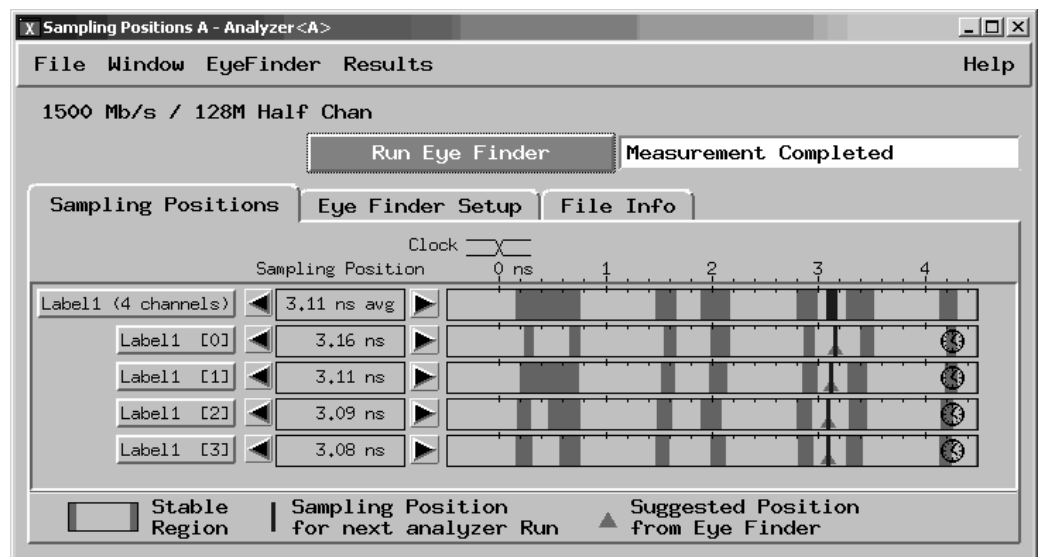 X Sampling Positions A - Analyzer<A>
File Window EyeFinder Results Help
1500 Mb/s / 128M Half Chan
Run Eye Finder Measurement Completed
Sampling Positions Eye Finder Setup File Info
Clock
Sampling Position 0 ns 1 2 3 4
Label1 (4 channels) 3.11 ns avg
Label1 [0] 3.16 ns
Label1 [1] 3.11 ns
Label1 [2] 3.09 ns
Label1 [3] 3.08 ns
Stable Region
Sampling Position for next analyzer Run
Suggested Position from Eye Finder